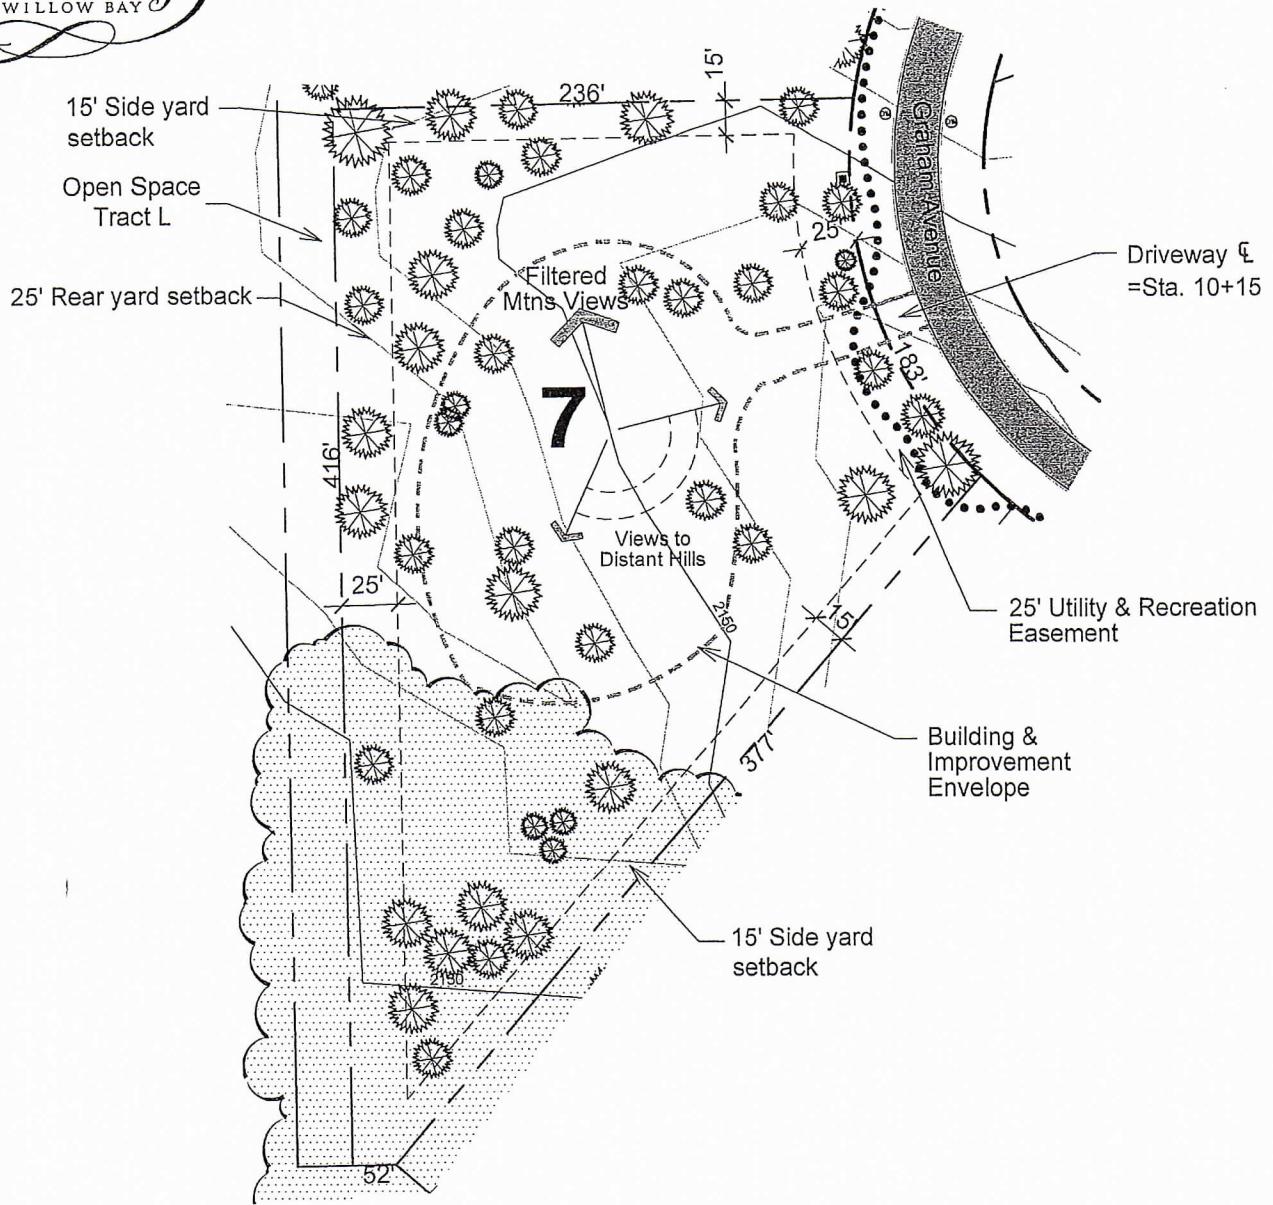 WILLOW BAY
15'
236'
15' Side yard
setback
Open Space
Tract L
25' Rear yard setback
Graham Avenue
25'
Driveway ℄
=Sta. 10+15
Filtered
Mtns Views
183'
7
416'
Views to
Distant Hills
25'
2150
15'
25' Utility & Recreation
Easement
377'
Building &
Improvement
Envelope
15' Side yard
setback
2150
52'